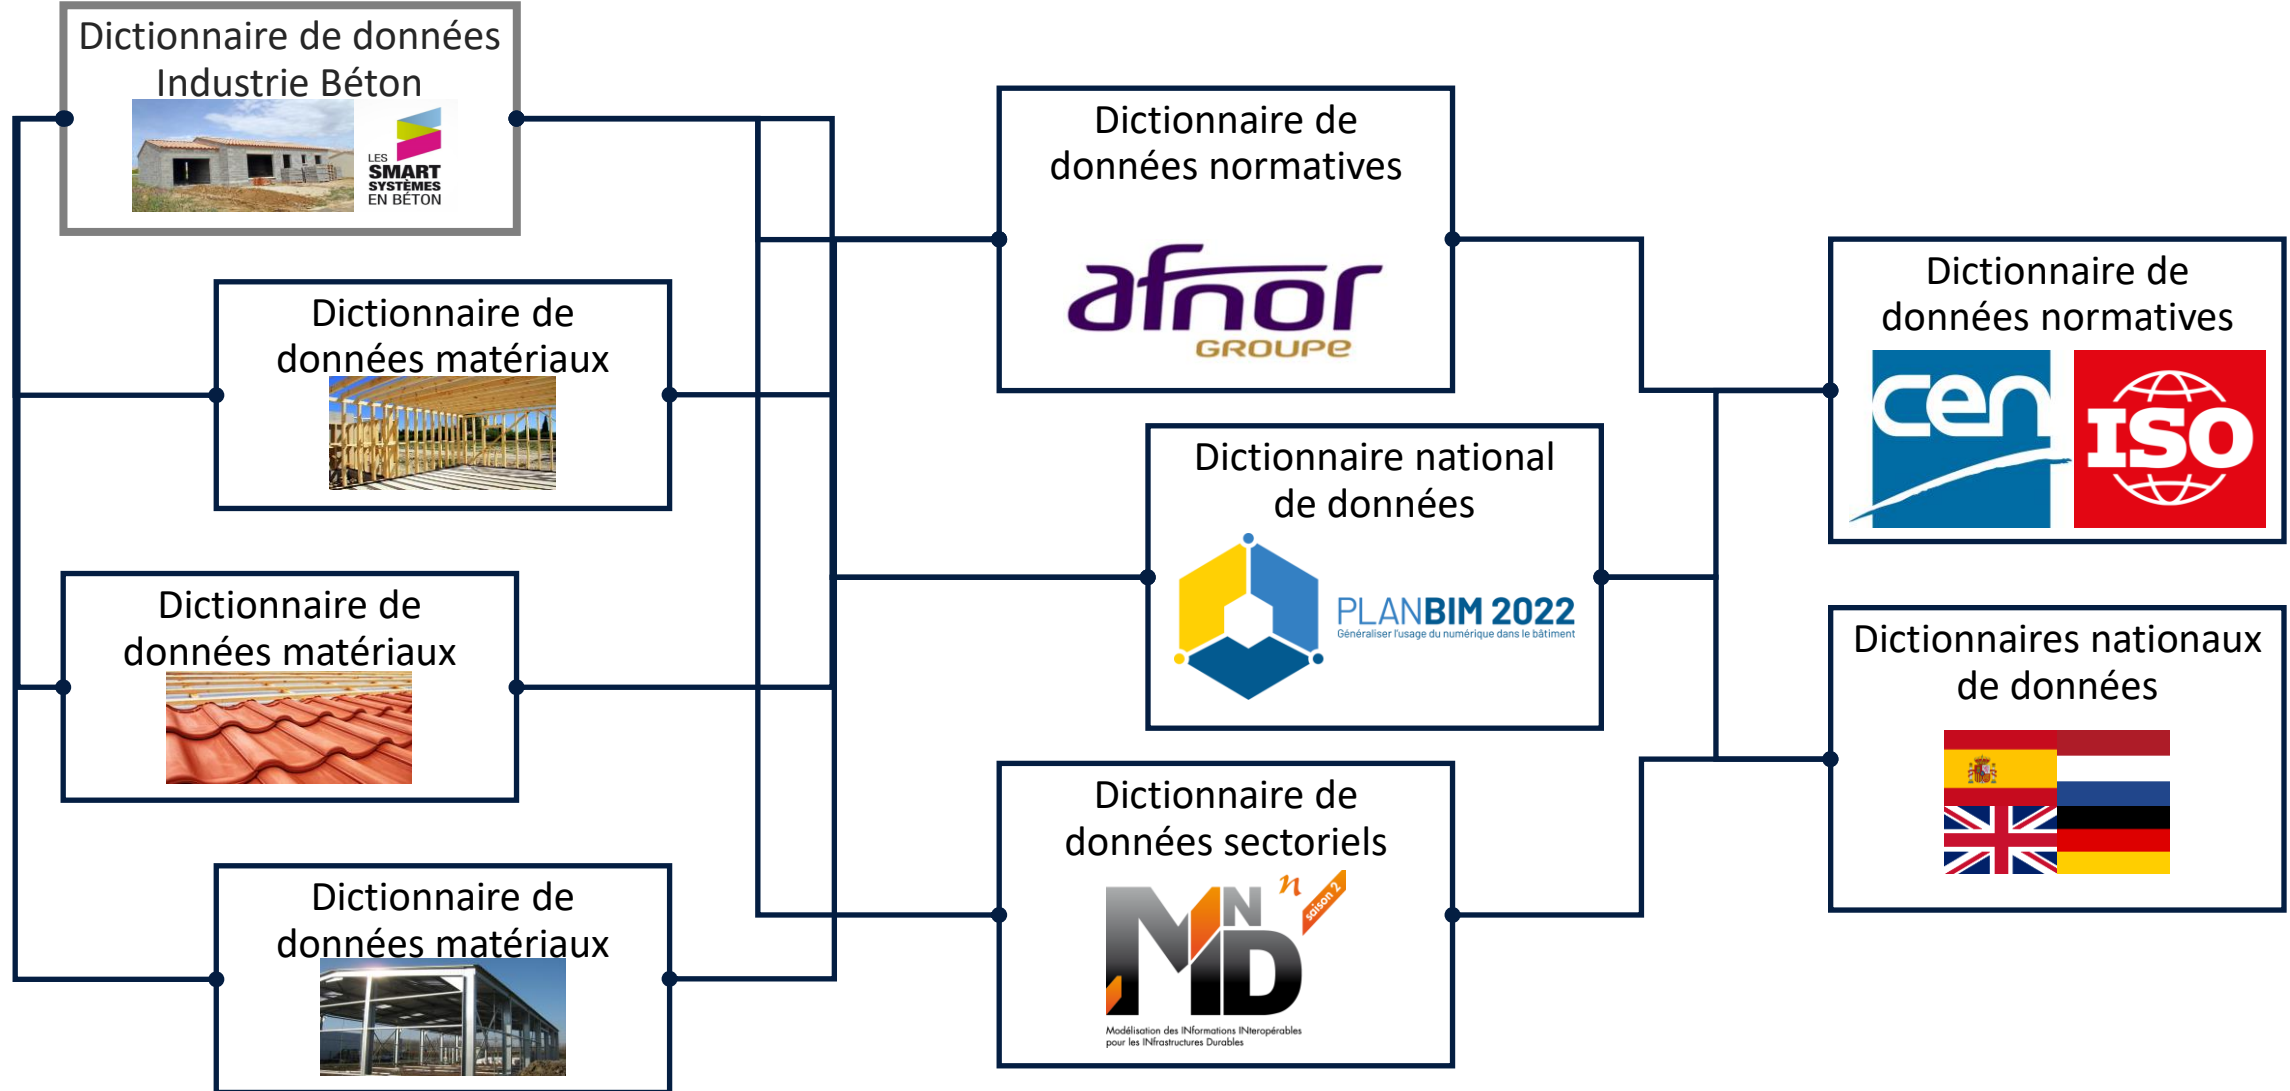 Dictionnaire de données
Industrie Béton
LES
SMART
SYSTÈMES
EN BÉTON
Dictionnaire de
données matériaux
Dictionnaire de
données matériaux
Dictionnaire de
données matériaux
Dictionnaire de
données normatives
afnor
GROUPE
Dictionnaire national
de données
PLANBIM 2022
Généraliser l'usage du numérique dans le bâtiment
Dictionnaire de
données sectoriels
MN
D
n
saison 2
Modélisation des INformations INteropérables
pour les INfrastructures Durables
Dictionnaire de
données normatives
cen
ISO
Dictionnaires nationaux
de données